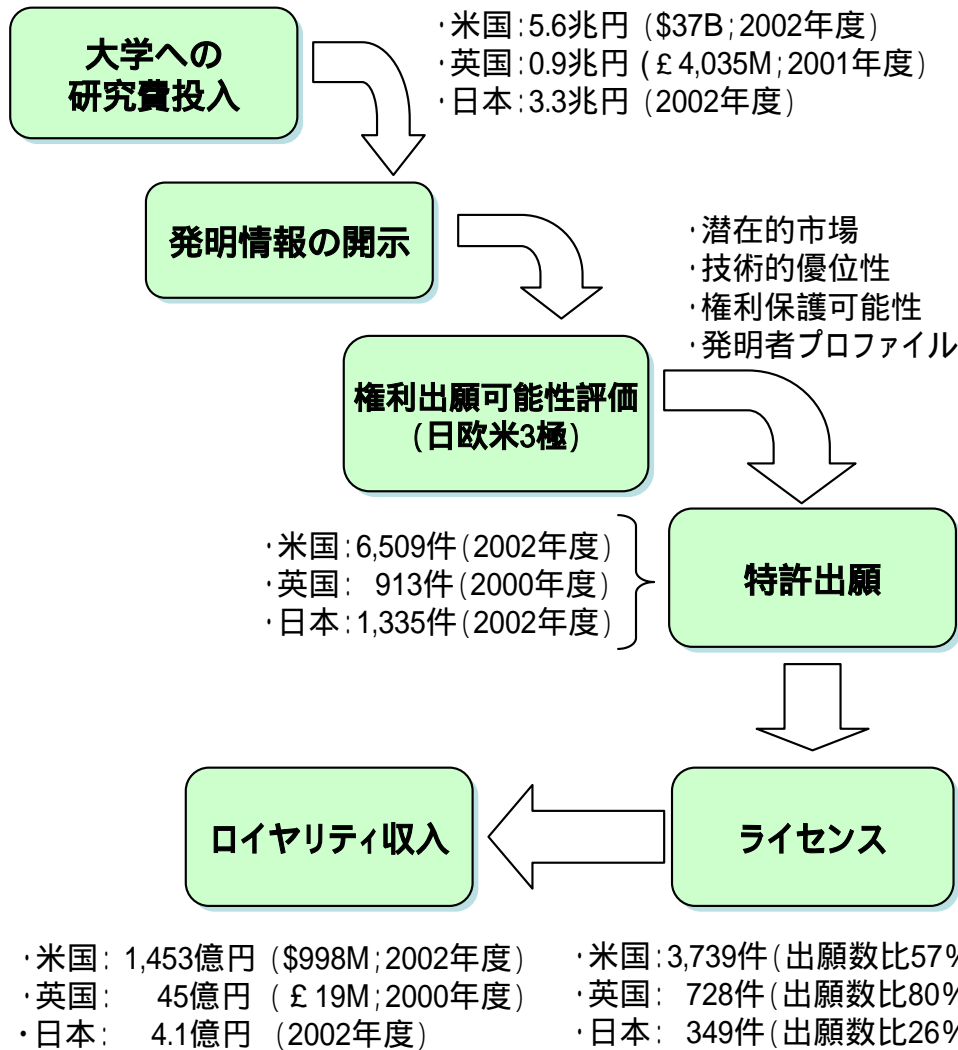 大学への
研究費投入
･米国:5.6兆円 ($37B;2002年度)
･英国:0.9兆円 (£4,035M;2001年度)
･日本:3.3兆円 (2002年度)
発明情報の開示
･潜在的市場
･技術的優位性
･権利保護可能性
･発明者プロファイル
権利出願可能性評価
(日欧米3極)
･米国:6,509件(2002年度)
･英国: 913件(2000年度)
･日本:1,335件(2002年度)
特許出願
ロイヤリティ収入
ライセンス
･米国: 1,453億円 ($998M;2002年度)
･英国: 45億円 (£19M;2000年度)
･日本: 4.1億円 (2002年度)
･米国:3,739件(出願数比57%
･英国: 728件(出願数比80%
･日本: 349件(出願数比26%